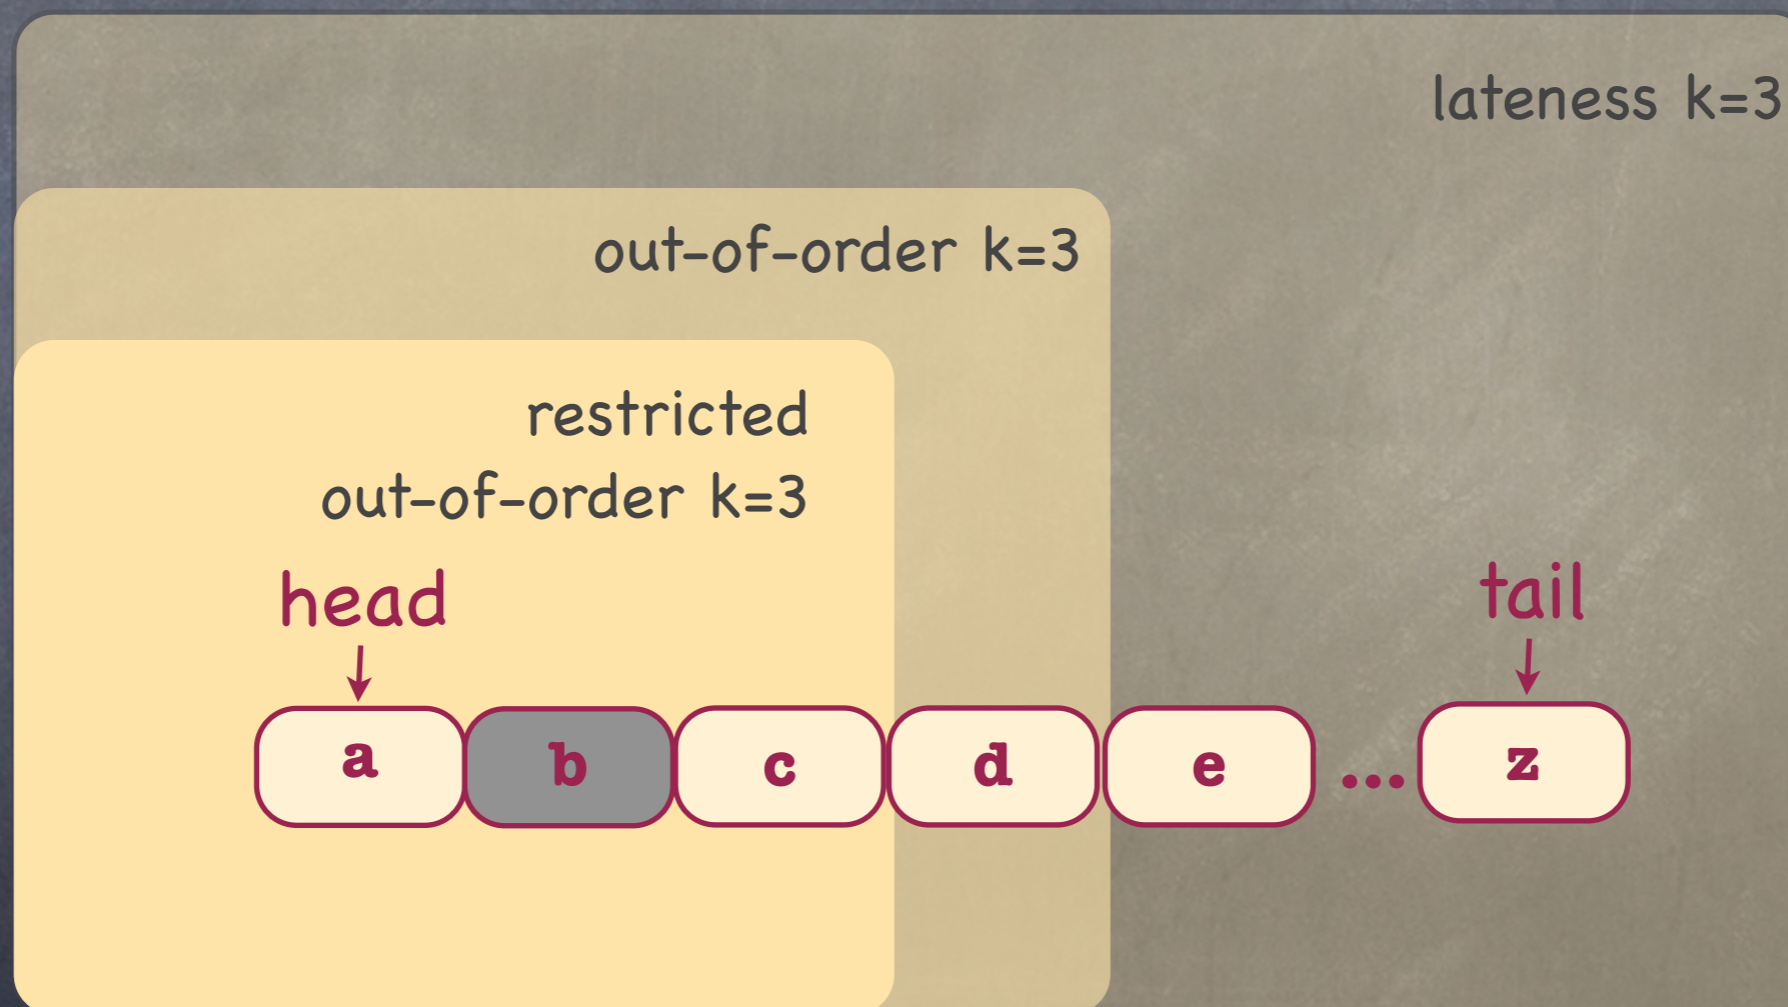 lateness k=3
out-of-order k=3
restricted
out-of-order k=3
head
tail
a b c d e ... z